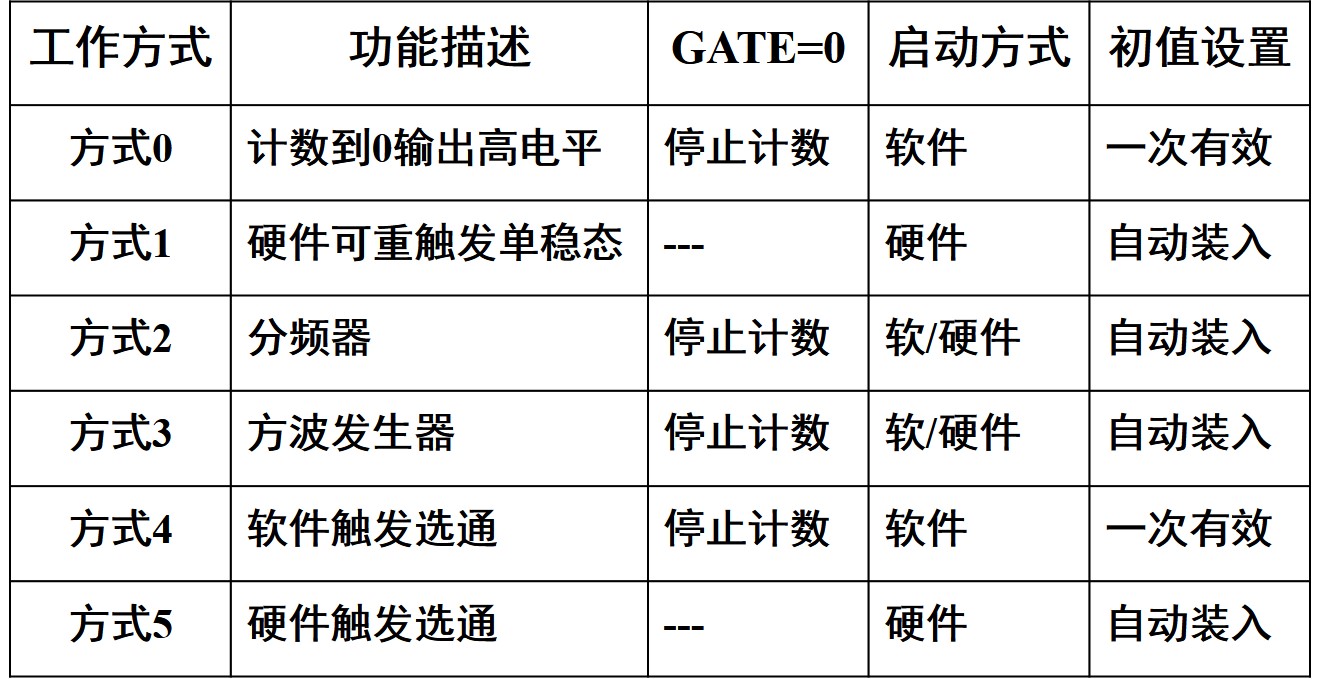 工作方式 功能描述 GATE=0 启动方式 初值设置
方式0 计数到0输出高电平 停止计数 软件 一次有效
方式1 硬件可重触发单稳态 --- 硬件 自动装入
方式2 分频器 停止计数 软/硬件 自动装入
方式3 方波发生器 停止计数 软/硬件 自动装入
方式4 软件触发选通 停止计数 软件 一次有效
方式5 硬件触发选通 --- 硬件 自动装入